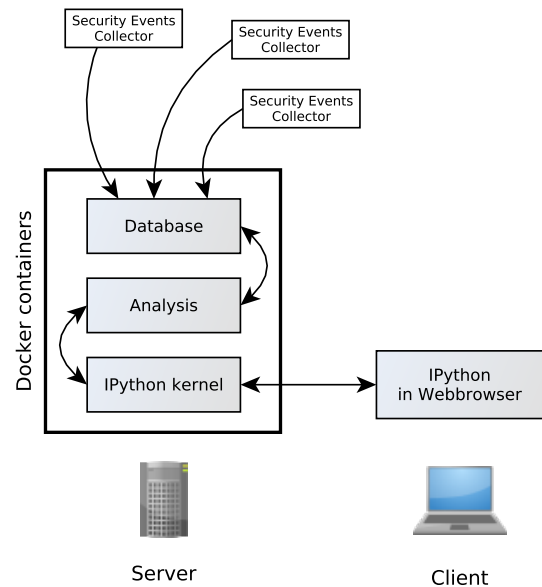 Security Events
Collector
Security Events
Collector
Security Events
Collector
Docker containers
Database
Analysis
IPython kernel
IPython
in Webbrowser
Server
Client